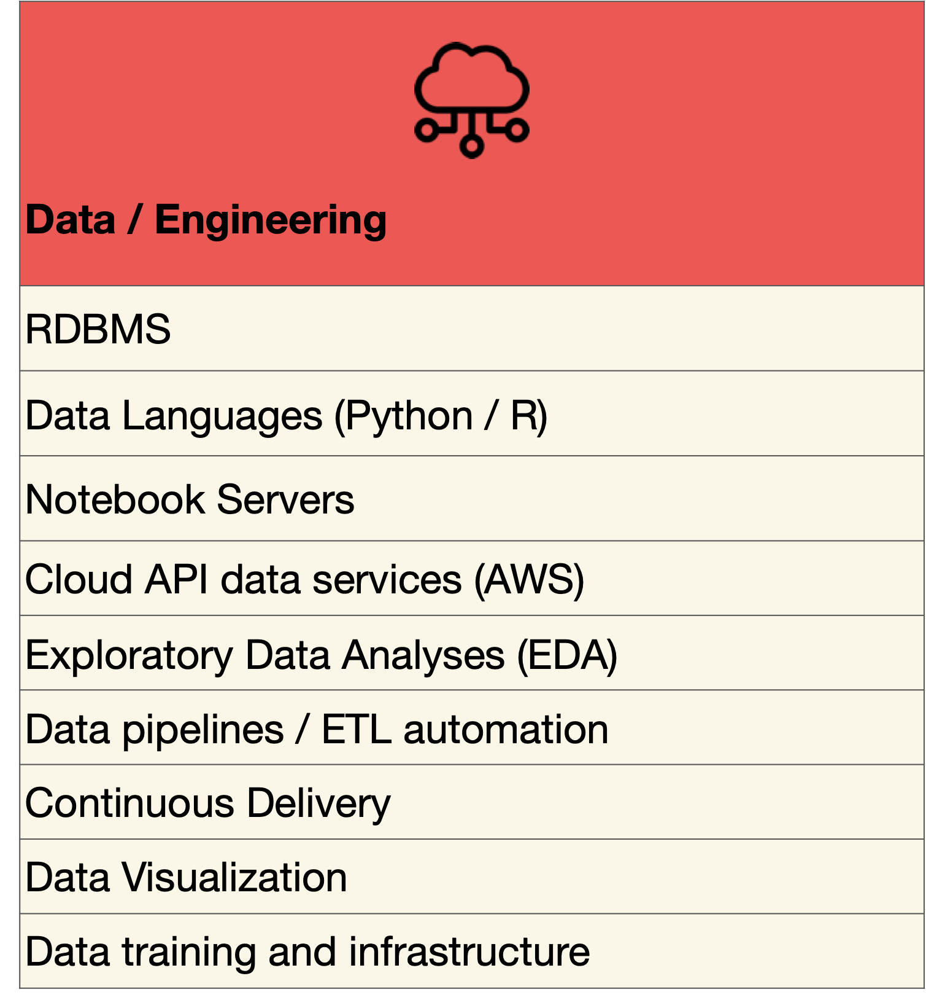 Data / Engineering
RDBMS
Data Languages (Python / R)
Notebook Servers
Cloud API data services (AWS)
Exploratory Data Analyses (EDA)
Data pipelines / ETL automation
Continuous Delivery
Data Visualization
Data training and infrastructure